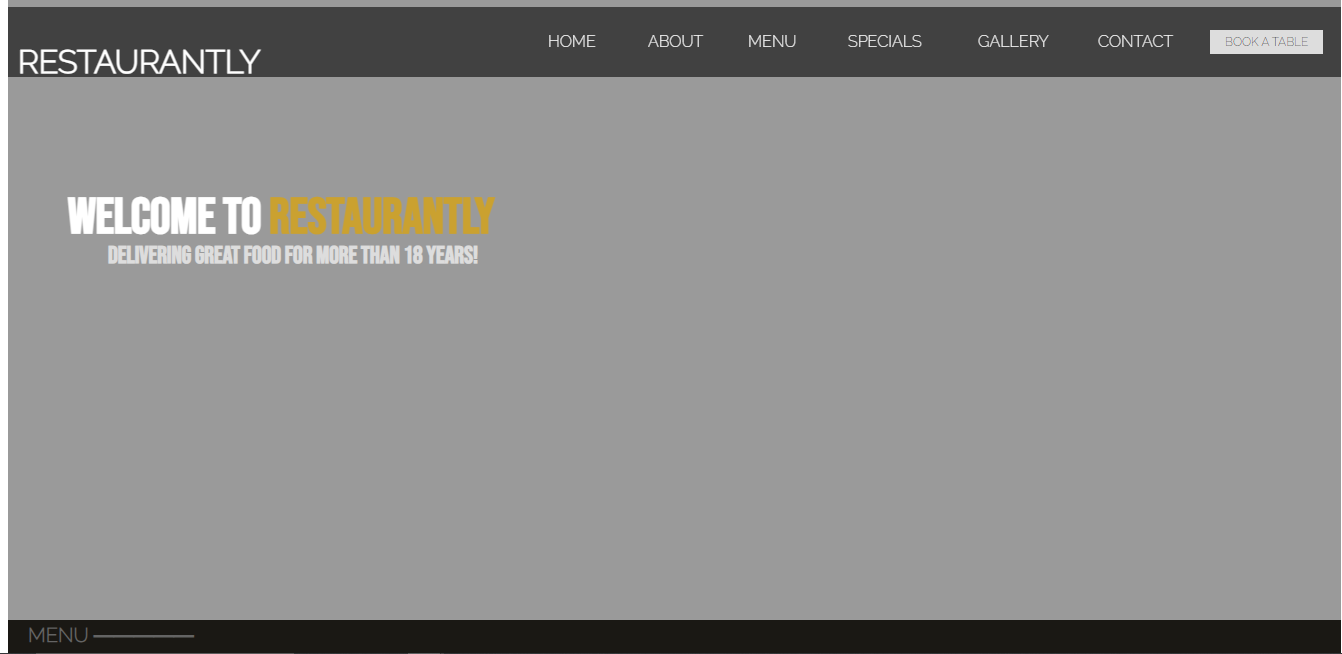 RESTAURANTLY
HOME ABOUT MENU SPECIALS GALLERY CONTACT BOOK A TABLE
WELCOME TO RESTAURANTLY
DELIVERING GREAT FOOD FOR MORE THAN 18 YEARS!
MENU